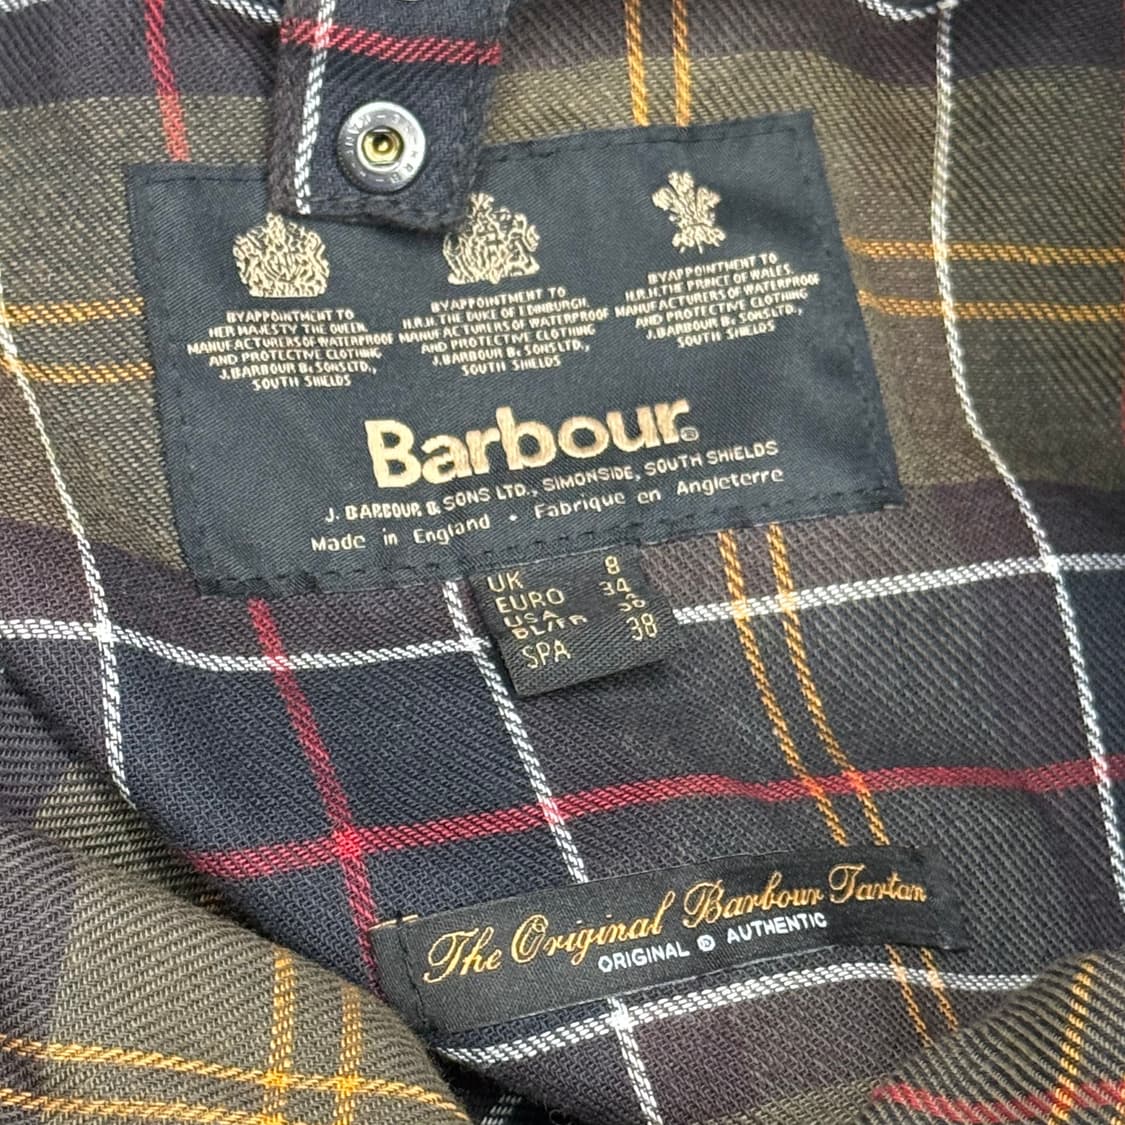 BY APPOINTMENT TO
HER MAJESTY THE QUEEN
MANUFACTURERS OF WATERPROOF
AND PROTECTIVE CLOTHING
J. BARBOUR & SONS LTD.,
SOUTH SHIELDS
BY APPOINTMENT TO
H.R.H. THE DUKE OF EDINBURGH
MANUFACTURERS OF WATERPROOF
AND PROTECTIVE CLOTHING
J. BARBOUR & SONS LTD.,
SOUTH SHIELDS
BY APPOINTMENT TO
H.R.H. THE PRINCE OF WALES
MANUFACTURERS OF WATERPROOF
AND PROTECTIVE CLOTHING
J. BARBOUR & SONS LTD.,
SOUTH SHIELDS
Barbour®
J. BARBOUR & SONS LTD., SIMONSIDE, SOUTH SHIELDS
Made in England • Fabrique en Angleterre
UK 8
EURO 34
USA
SPA 38
The Original Barbour Tartan
ORIGINAL ® AUTHENTIC